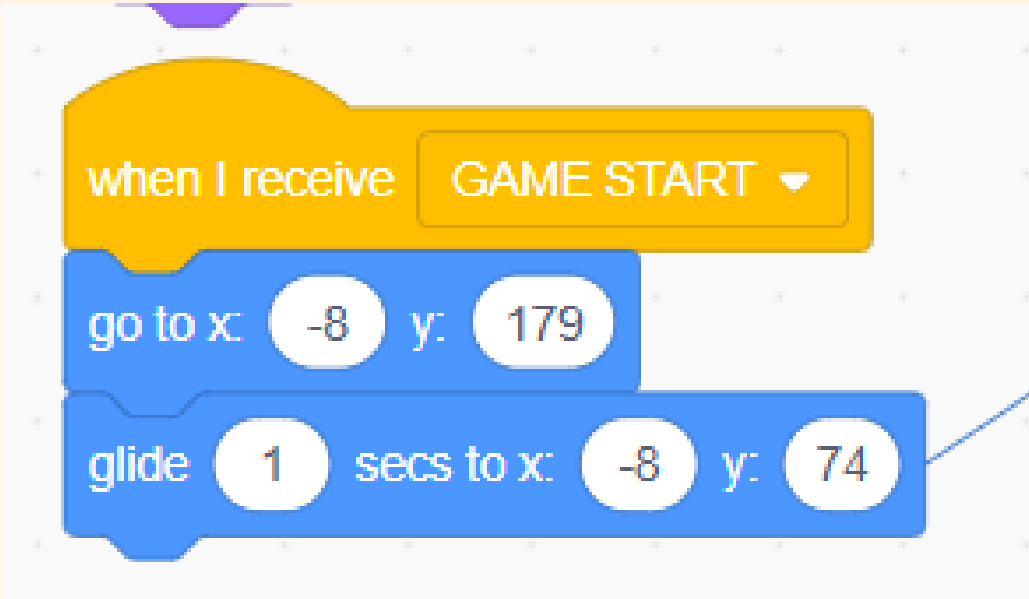 when I receive GAME START
go to x: -8 y: 179
glide 1 secs to x: -8 y: 74